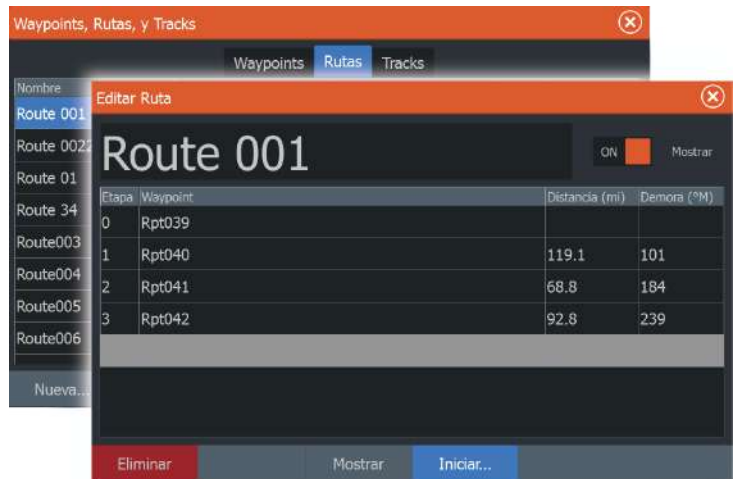 Waypoints, Rutas, y Tracks
Waypoints Rutas Tracks
Nombre
Route 001
Route 0022
Route 01
Route 34
Route003
Route004
Route005
Route006
Nueva...
Editar Ruta
Route 001
ON Mostrar
Etapa Waypoint Distancia (mi) Demora (°M)
0 Rpt039
1 Rpt040 119.1 101
2 Rpt041 68.8 184
3 Rpt042 92.8 239
Eliminar Mostrar Iniciar...